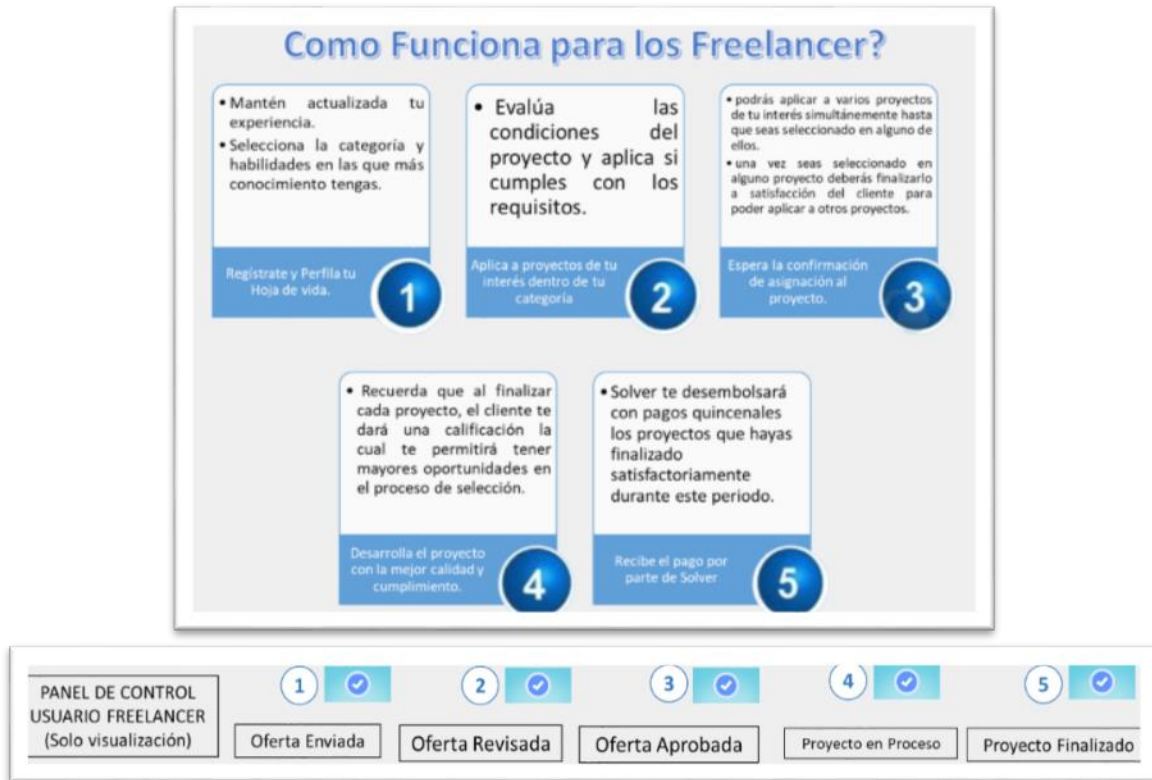 Como Funciona para los Freelancer?
• Mantén actualizada tu
experiencia.
• Selecciona la categoría y
habilidades en las que más
conocimiento tengas.
Regístrate y Perfila tu
Hoja de vida.
1
• Evalúa las
condiciones del
proyecto y aplica si
cumples con los
requisitos.
Aplica a proyectos de tu
interés dentro de tu
categoría
2
• podrás aplicar a varios proyectos
de tu interés simultánemente hasta
que seas seleccionado en alguno de
ellos.
• una vez seas seleccionado en
alguno proyecto deberás finalizarlo
a satisfacción del cliente para
poder aplicar a otros proyectos.
Espera la confirmación
de asignación al
proyecto.
3
• Recuerda que al finalizar
cada proyecto, el cliente te
dará una calificación la
cual te permitirá tener
mayores oportunidades en
el proceso de selección.
Desarrolla el proyecto
con la mejor calidad y
cumplimiento.
4
• Solver te desembolsará
con pagos quincenales
los proyectos que hayas
finalizado
satisfactoriamente
durante este periodo.
Recibe el pago por
parte de Solver
5
PANEL DE CONTROL
USUARIO FREELANCER
(Solo visualización)
1
Oferta Enviada
2
Oferta Revisada
3
Oferta Aprobada
4
Proyecto en Proceso
5
Proyecto Finalizado